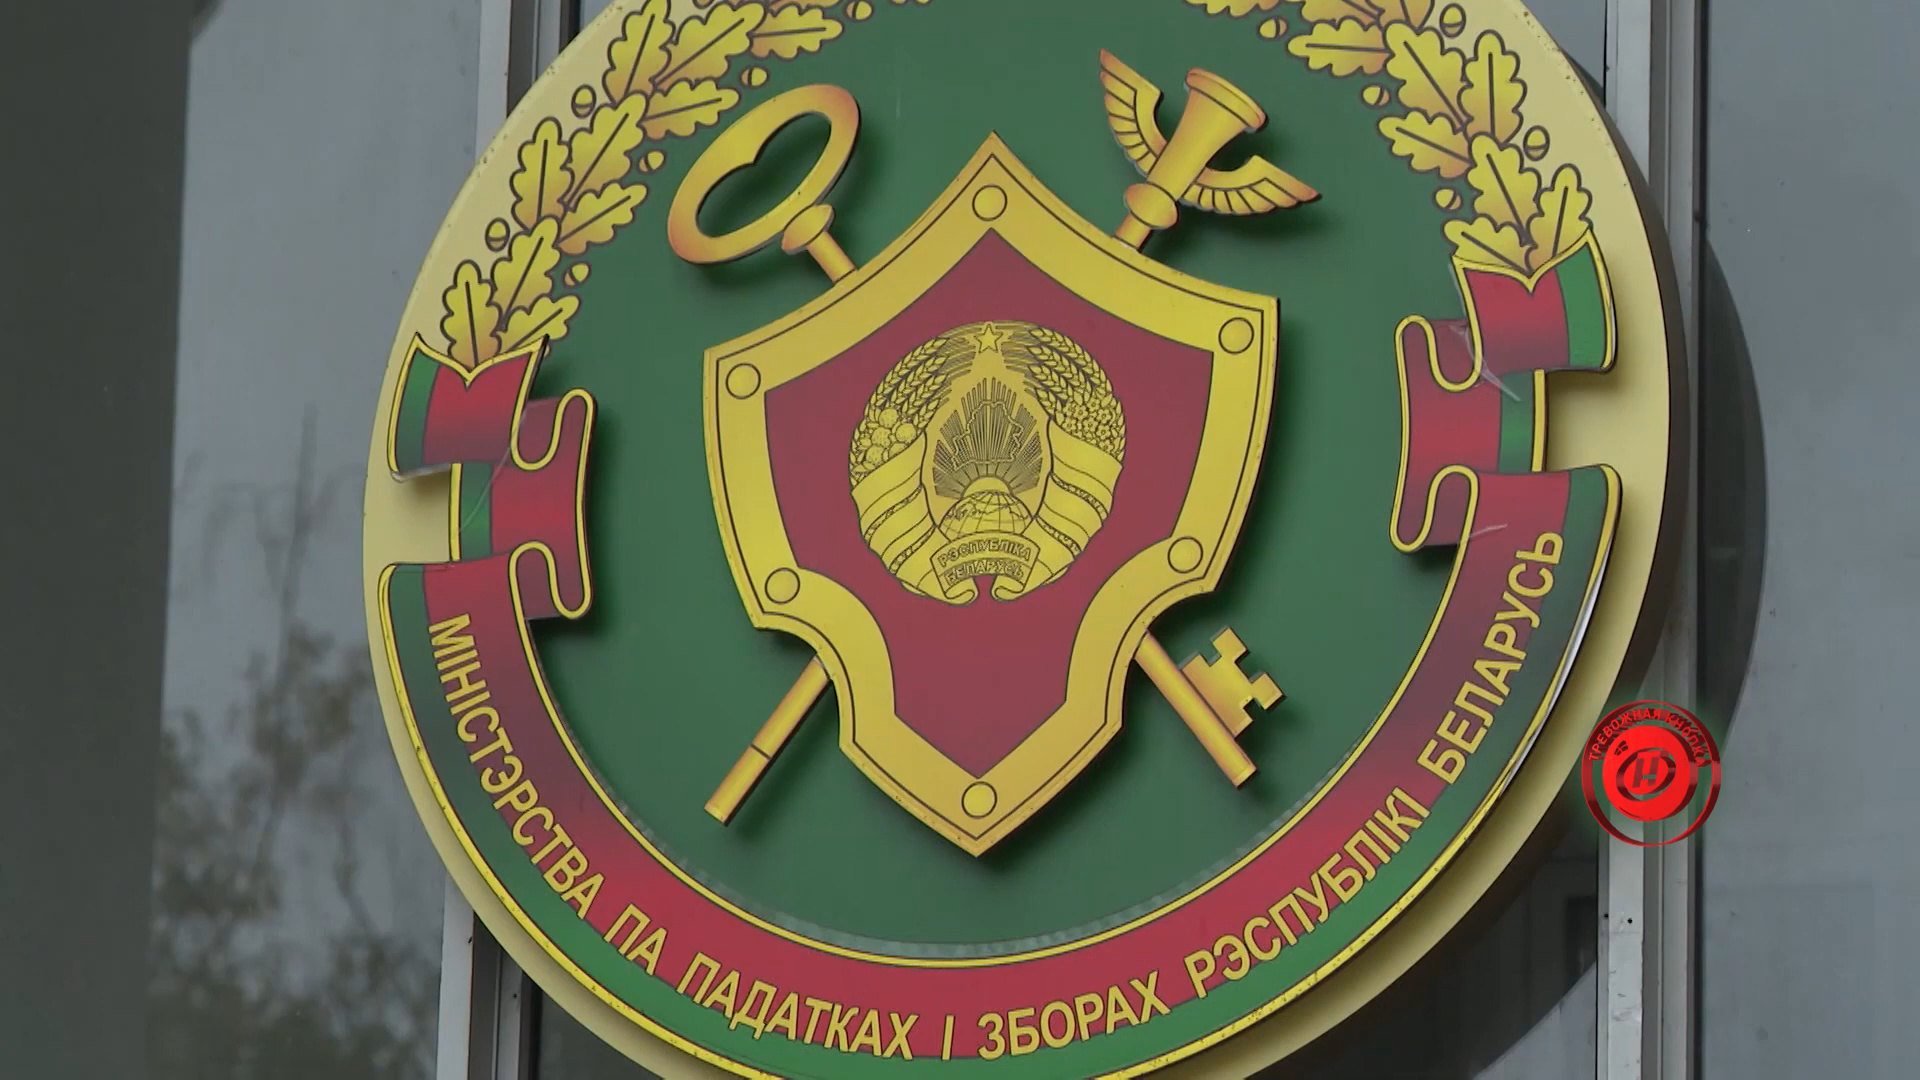 РЭСПУБЛІКА
БЕЛАРУСЬ
МІНІСТЭРСТВА ПА ПАДАТКАХ І ЗБОРАХ РЭСПУБЛІКІ БЕЛАРУСЬ
ТРЕВОЖНАЯ КНОПКА